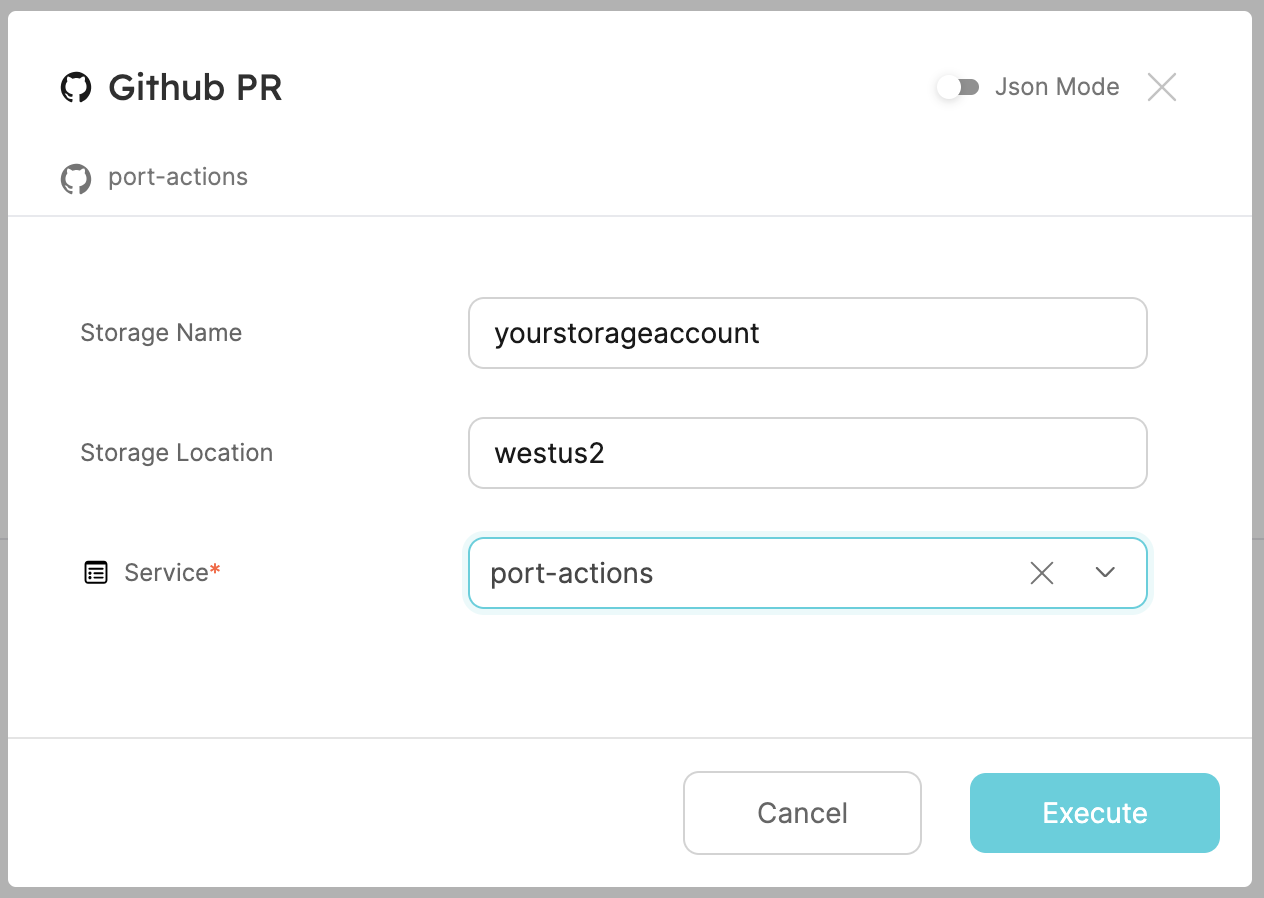 Github PR
Json Mode
port-actions
Storage Name
yourstorageaccount
Storage Location
westus2
Service*
port-actions
Cancel
Execute